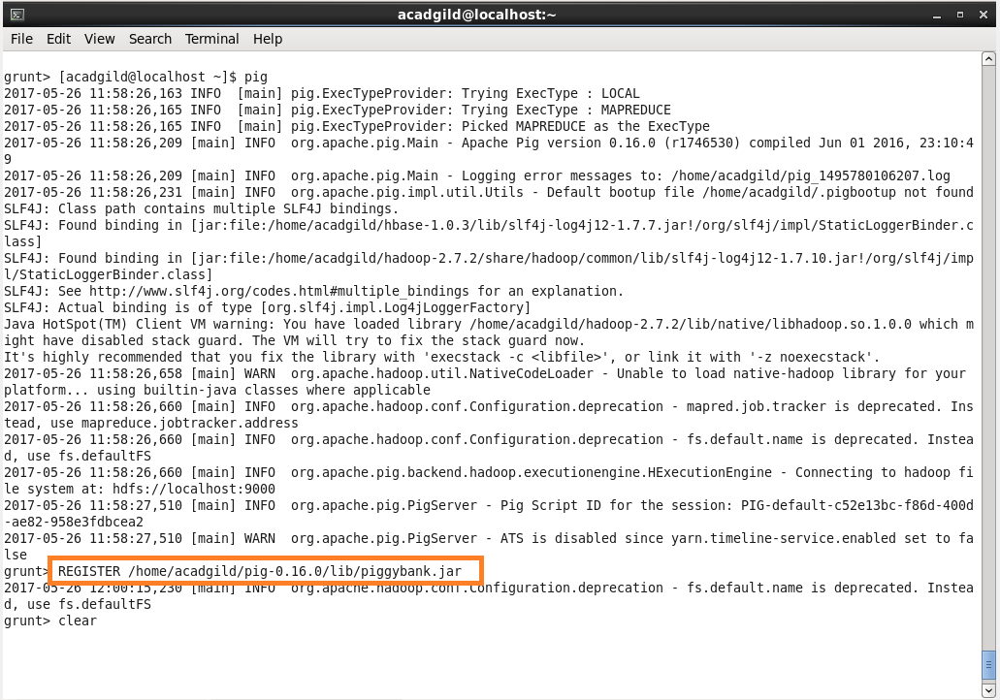 acadgild@localhost:~
File Edit View Search Terminal Help
grunt> [acadgild@localhost ~]$ pig
2017-05-26 11:58:26,163 INFO  [main] pig.ExecTypeProvider: Trying ExecType : LOCAL
2017-05-26 11:58:26,165 INFO  [main] pig.ExecTypeProvider: Trying ExecType : MAPREDUCE
2017-05-26 11:58:26,165 INFO  [main] pig.ExecTypeProvider: Picked MAPREDUCE as the ExecType
2017-05-26 11:58:26,209 [main] INFO  org.apache.pig.Main - Apache Pig version 0.16.0 (r1746530) compiled Jun 01 2016, 23:10:4
9
2017-05-26 11:58:26,209 [main] INFO  org.apache.pig.Main - Logging error messages to: /home/acadgild/pig_1495780106207.log
2017-05-26 11:58:26,231 [main] INFO  org.apache.pig.impl.util.Utils - Default bootup file /home/acadgild/.pigbootup not found
SLF4J: Class path contains multiple SLF4J bindings.
SLF4J: Found binding in [jar:file:/home/acadgild/hbase-1.0.3/lib/slf4j-log4j12-1.7.7.jar!/org/slf4j/impl/StaticLoggerBinder.c
lass]
SLF4J: Found binding in [jar:file:/home/acadgild/hadoop-2.7.2/share/hadoop/common/lib/slf4j-log4j12-1.7.10.jar!/org/slf4j/imp
l/StaticLoggerBinder.class]
SLF4J: See http://www.slf4j.org/codes.html#multiple_bindings for an explanation.
SLF4J: Actual binding is of type [org.slf4j.impl.Log4jLoggerFactory]
Java HotSpot(TM) Client VM warning: You have loaded library /home/acadgild/hadoop-2.7.2/lib/native/libhadoop.so.1.0.0 which m
ight have disabled stack guard. The VM will try to fix the stack guard now.
It's highly recommended that you fix the library with 'execstack -c <libfile>', or link it with '-z noexecstack'.
2017-05-26 11:58:26,658 [main] WARN  org.apache.hadoop.util.NativeCodeLoader - Unable to load native-hadoop library for your
platform... using builtin-java classes where applicable
2017-05-26 11:58:26,660 [main] INFO  org.apache.hadoop.conf.Configuration.deprecation - mapred.job.tracker is deprecated. Ins
tead, use mapreduce.jobtracker.address
2017-05-26 11:58:26,660 [main] INFO  org.apache.hadoop.conf.Configuration.deprecation - fs.default.name is deprecated. Instea
d, use fs.defaultFS
2017-05-26 11:58:26,660 [main] INFO  org.apache.pig.backend.hadoop.executionengine.HExecutionEngine - Connecting to hadoop fi
le system at: hdfs://localhost:9000
2017-05-26 11:58:27,510 [main] INFO  org.apache.pig.PigServer - Pig Script ID for the session: PIG-default-c52e13bc-f86d-400d
-ae82-958e3fdbcea2
2017-05-26 11:58:27,510 [main] WARN  org.apache.pig.PigServer - ATS is disabled since yarn.timeline-service.enabled set to fa
lse
grunt> REGISTER /home/acadgild/pig-0.16.0/lib/piggybank.jar
2017-05-26 12:00:15,230 [main] INFO  org.apache.hadoop.conf.Configuration.deprecation - fs.default.name is deprecated. Instea
d, use fs.defaultFS
grunt> clear